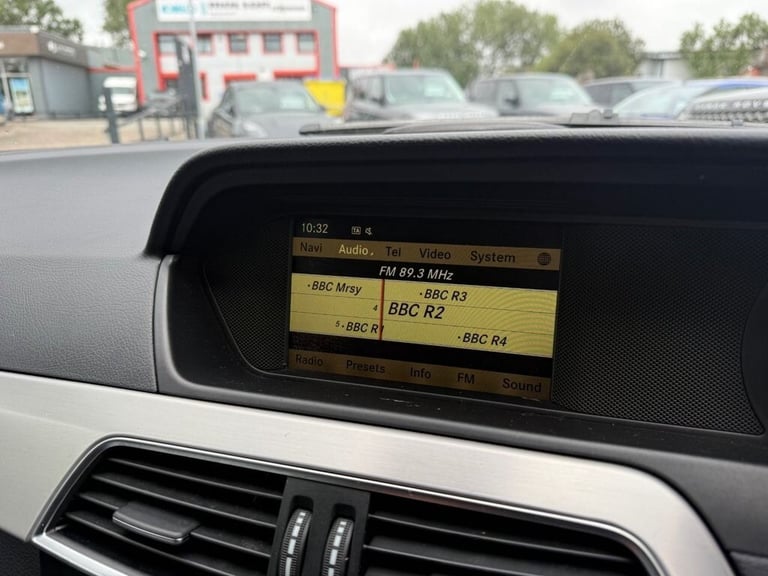 10:32 TA
Navi Audio Tel Video System
FM 89.3 MHz
·BBC Mrsy ·BBC R3
4 BBC R2
5 ·BBC R1 ·BBC R4
Radio Presets Info FM Sound